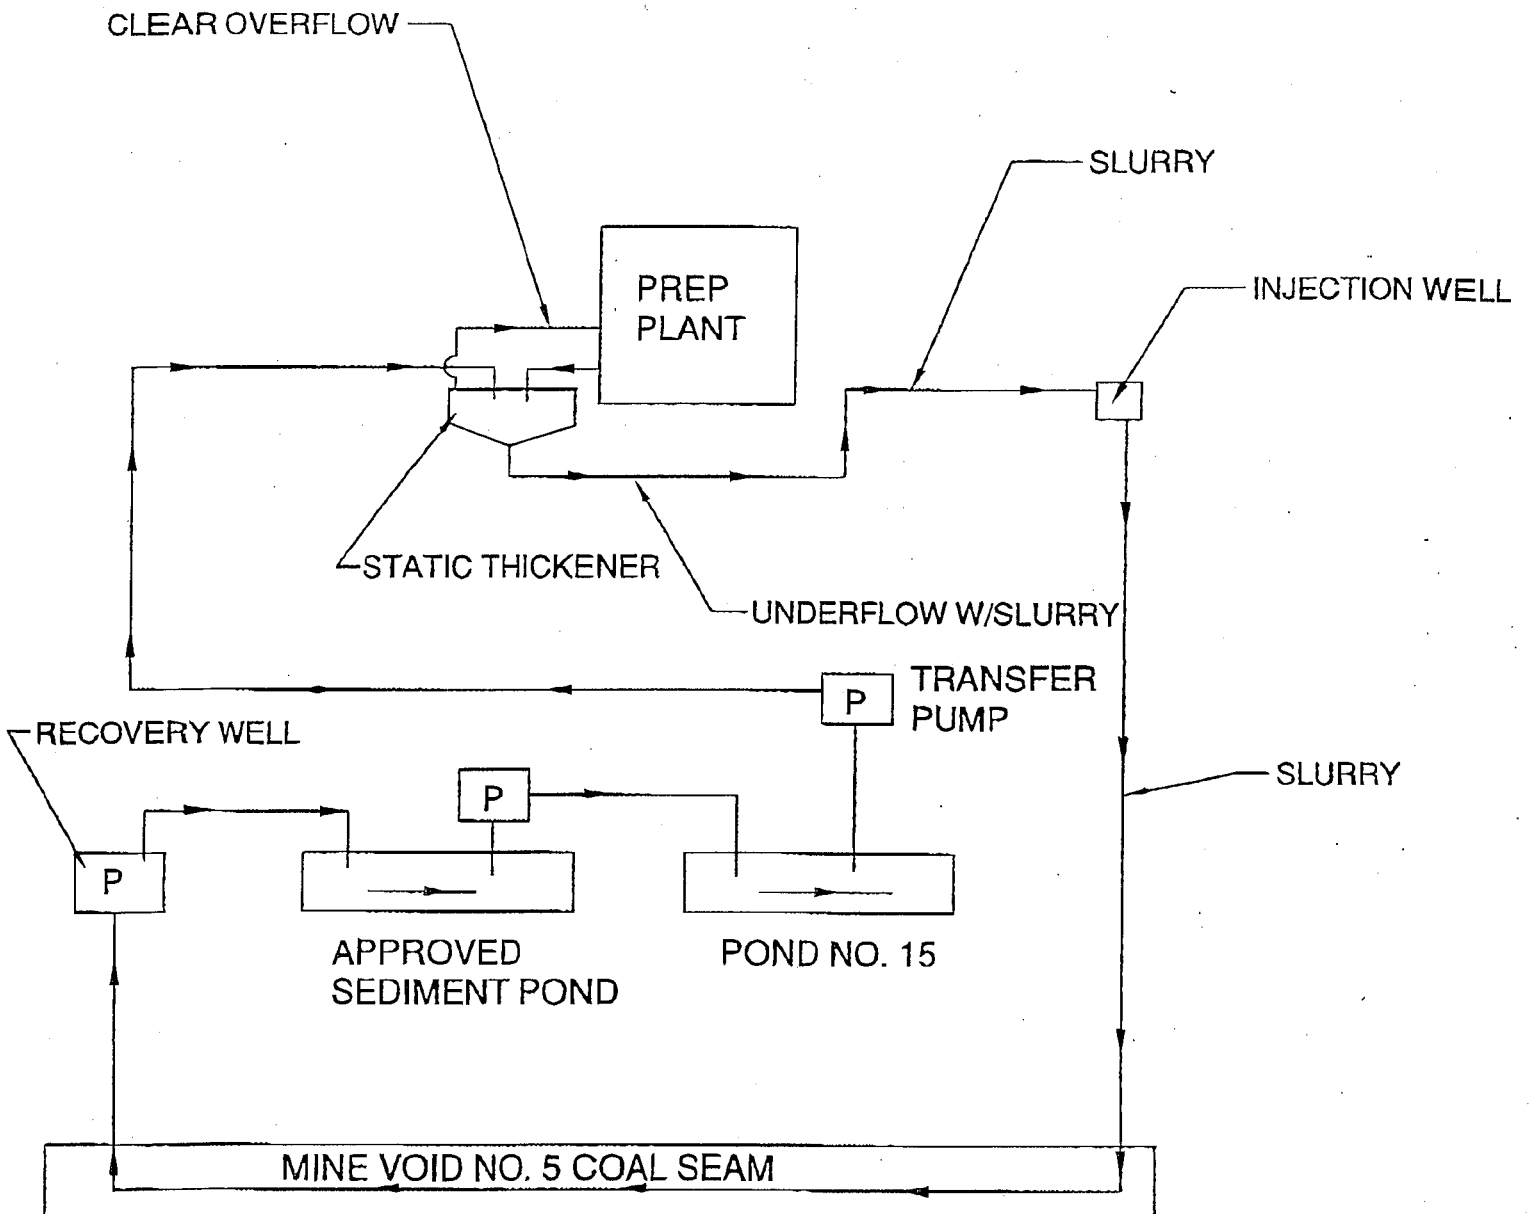 CLEAR OVERFLOW
SLURRY
PREP
PLANT
INJECTION WELL
STATIC THICKENER
UNDERFLOW W/SLURRY
TRANSFER
PUMP
P
RECOVERY WELL
P
SLURRY
P
APPROVED
SEDIMENT POND
POND NO. 15
MINE VOID NO. 5 COAL SEAM